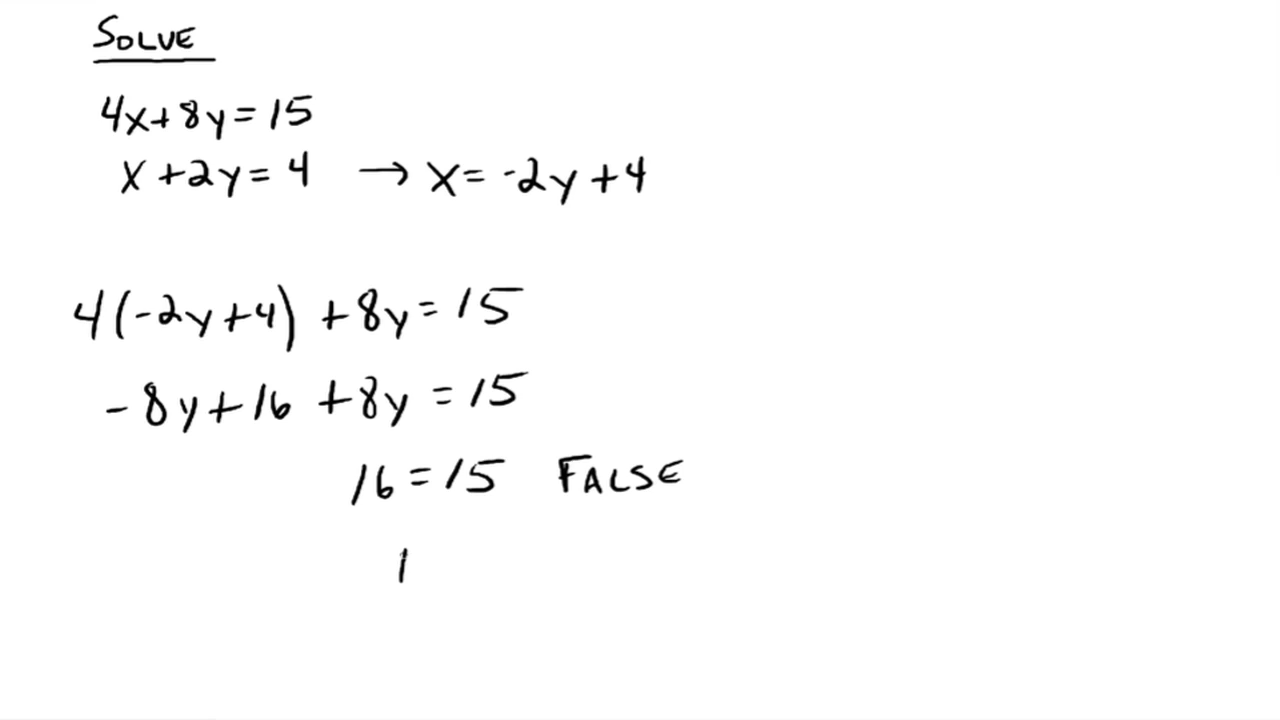 SOLVE
4x+8y=15
x+2y=4 → x=-2y+4
4(-2y+4)+8y=15
-8y+16+8y=15
16=15 FALSE